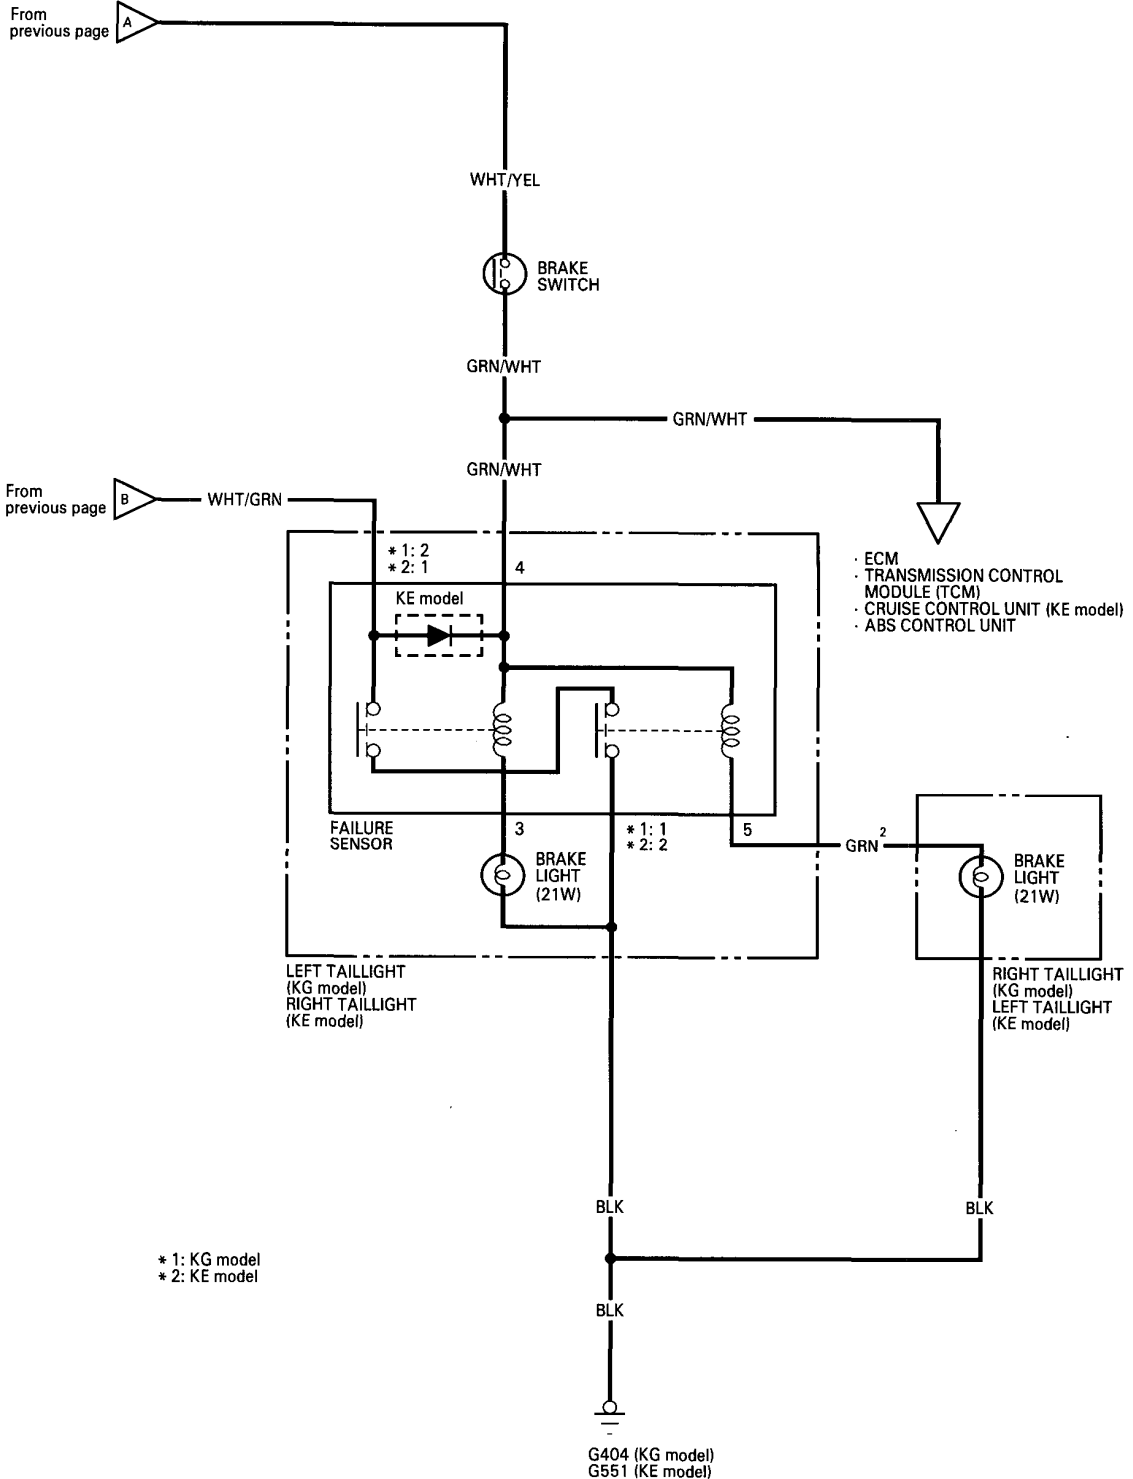 From
previous page
A
WHT/YEL
BRAKE
SWITCH
GRN/WHT
GRN/WHT
GRN/WHT
From
previous page
B
WHT/GRN
* 1: 2
* 2: 1
4
KE model
· ECM
· TRANSMISSION CONTROL
MODULE (TCM)
· CRUISE CONTROL UNIT (KE model)
· ABS CONTROL UNIT
FAILURE
SENSOR
3
* 1: 1
* 2: 2
5
GRN 2
BRAKE
LIGHT
(21W)
BRAKE
LIGHT
(21W)
LEFT TAILLIGHT
(KG model)
RIGHT TAILLIGHT
(KE model)
RIGHT TAILLIGHT
(KG model)
LEFT TAILLIGHT
(KE model)
BLK
BLK
* 1: KG model
* 2: KE model
BLK
G404 (KG model)
G551 (KE model)